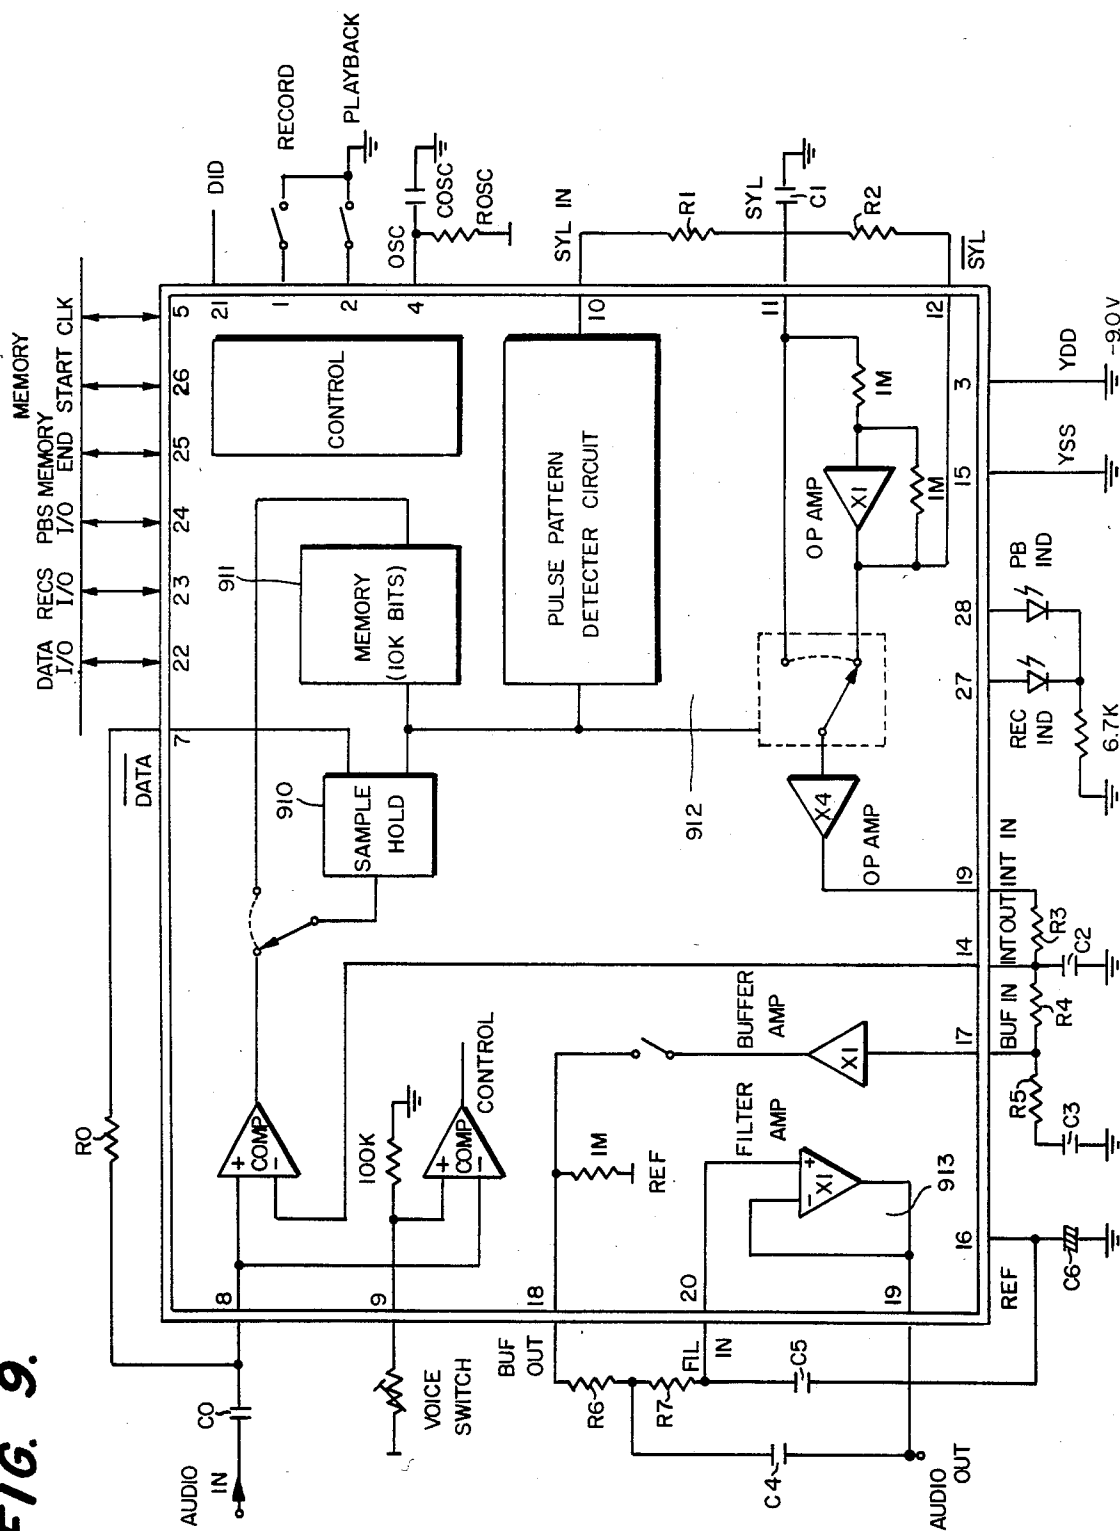 FIG. 9.
MEMORY
DATA I/O
RECS I/O
PBS I/O
MEMORY END
START
CLK
22
23
24
25
26
5
DID
21
RECORD
1
PLAYBACK
2
OSC
4
COSC
ROSC
SYL IN
10
R1
SYL
11
C1
R2
SYL
12
DATA
7
RO
AUDIO IN
CO
8
+
COMP
-
910
SAMPLE HOLD
911
MEMORY (10K BITS)
CONTROL
PULSE PATTERN DETECTER CIRCUIT
9
VOICE SWITCH
100K
+
COMP
-
CONTROL
912
OP AMP
X1
1M
1M
X4
OP AMP
BUF OUT
18
1M
REF
BUFFER AMP
X1
R6
R7
FIL IN
20
FILTER AMP
+
-
X1
913
C5
C4
19
AUDIO OUT
16
REF
C6
17
BUF IN
R5
C3
R4
14
INT OUT
C2
R3
19
INT IN
27
REC IND
28
PB IND
6.7K
15
YSS
3
YDD
-9.0V